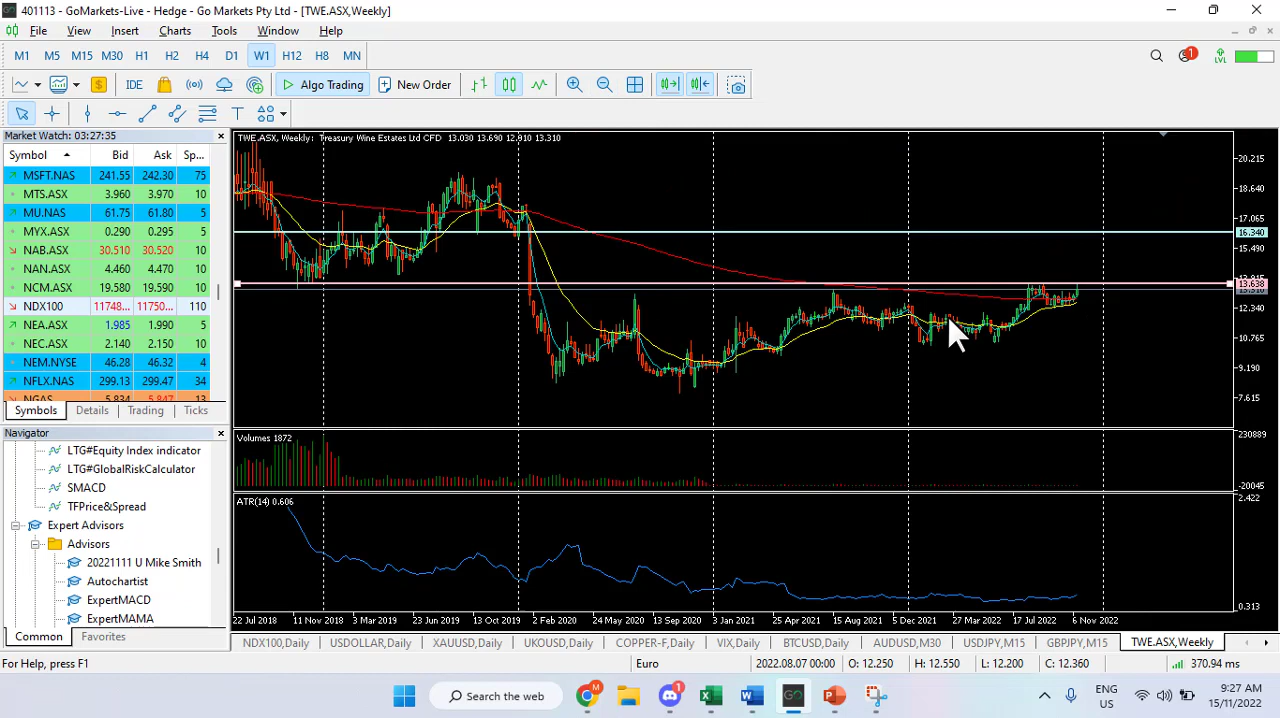 401113 - GoMarkets-Live - Hedge - Go Markets Pty Ltd - [TWE.ASX,Weekly]
File View Insert Charts Tools Window Help
M1 M5 M15 M30 H1 H2 H4 D1 W1 H12 H8 MN
1 LVL
IDE Algo Trading New Order
Market Watch: 03:27:35
Symbol Bid Ask Sp...
MSFT.NAS 241.55 242.30 75
MTS.ASX 3.960 3.970 10
MU.NAS 61.75 61.80 5
MYX.ASX 0.290 0.295 5
NAB.ASX 30.510 30.520 10
NAN.ASX 4.460 4.470 10
NCM.ASX 19.580 19.590 10
NDX100 11748... 11750... 110
NEA.ASX 1.985 1.990 5
NEC.ASX 2.140 2.150 10
NEM.NYSE 46.28 46.32 4
NFLX.NAS 299.13 299.47 34
NGAS 5.834 5.847 13
Symbols Details Trading Ticks
Navigator
LTG#Equity Index indicator
LTG#GlobalRiskCalculator
SMACD
TFPrice&Spread
Expert Advisors
Advisors
20221111 U Mike Smith
Autochartist
ExpertMACD
ExpertMAMA
Common Favorites
TWE.ASX, Weekly: Treasury Wine Estates Ltd CFD 13.030 13.690 12.910 13.310
20.215
18.640
17.065
16.340
15.490
13.638
12.340
10.765
9.190
7.615
Volumes 1872
230889
-20045
ATR(14) 0.606
2.422
0.313
22 Jul 2018 11 Nov 2018 3 Mar 2019 23 Jun 2019 13 Oct 2019 2 Feb 2020 24 May 2020 13 Sep 2020 3 Jan 2021 25 Apr 2021 15 Aug 2021 5 Dec 2021 27 Mar 2022 17 Jul 2022 6 Nov 2022
NDX100,Daily USDOLLAR,Daily XAUUSD,Daily UKOUSD,Daily COPPER-F,Daily VIX,Daily BTCUSD,Daily AUDUSD,M30 USDJPY,M15 GBPJPY,M15 TWE.ASX,Weekly
For Help, press F1 Euro 2022.08.07 00:00 O: 12.250 H: 12.550 L: 12.200 C: 12.360 370.94 ms
Search the web
M 1
ENG
US
9:27 AM
15/11/2022